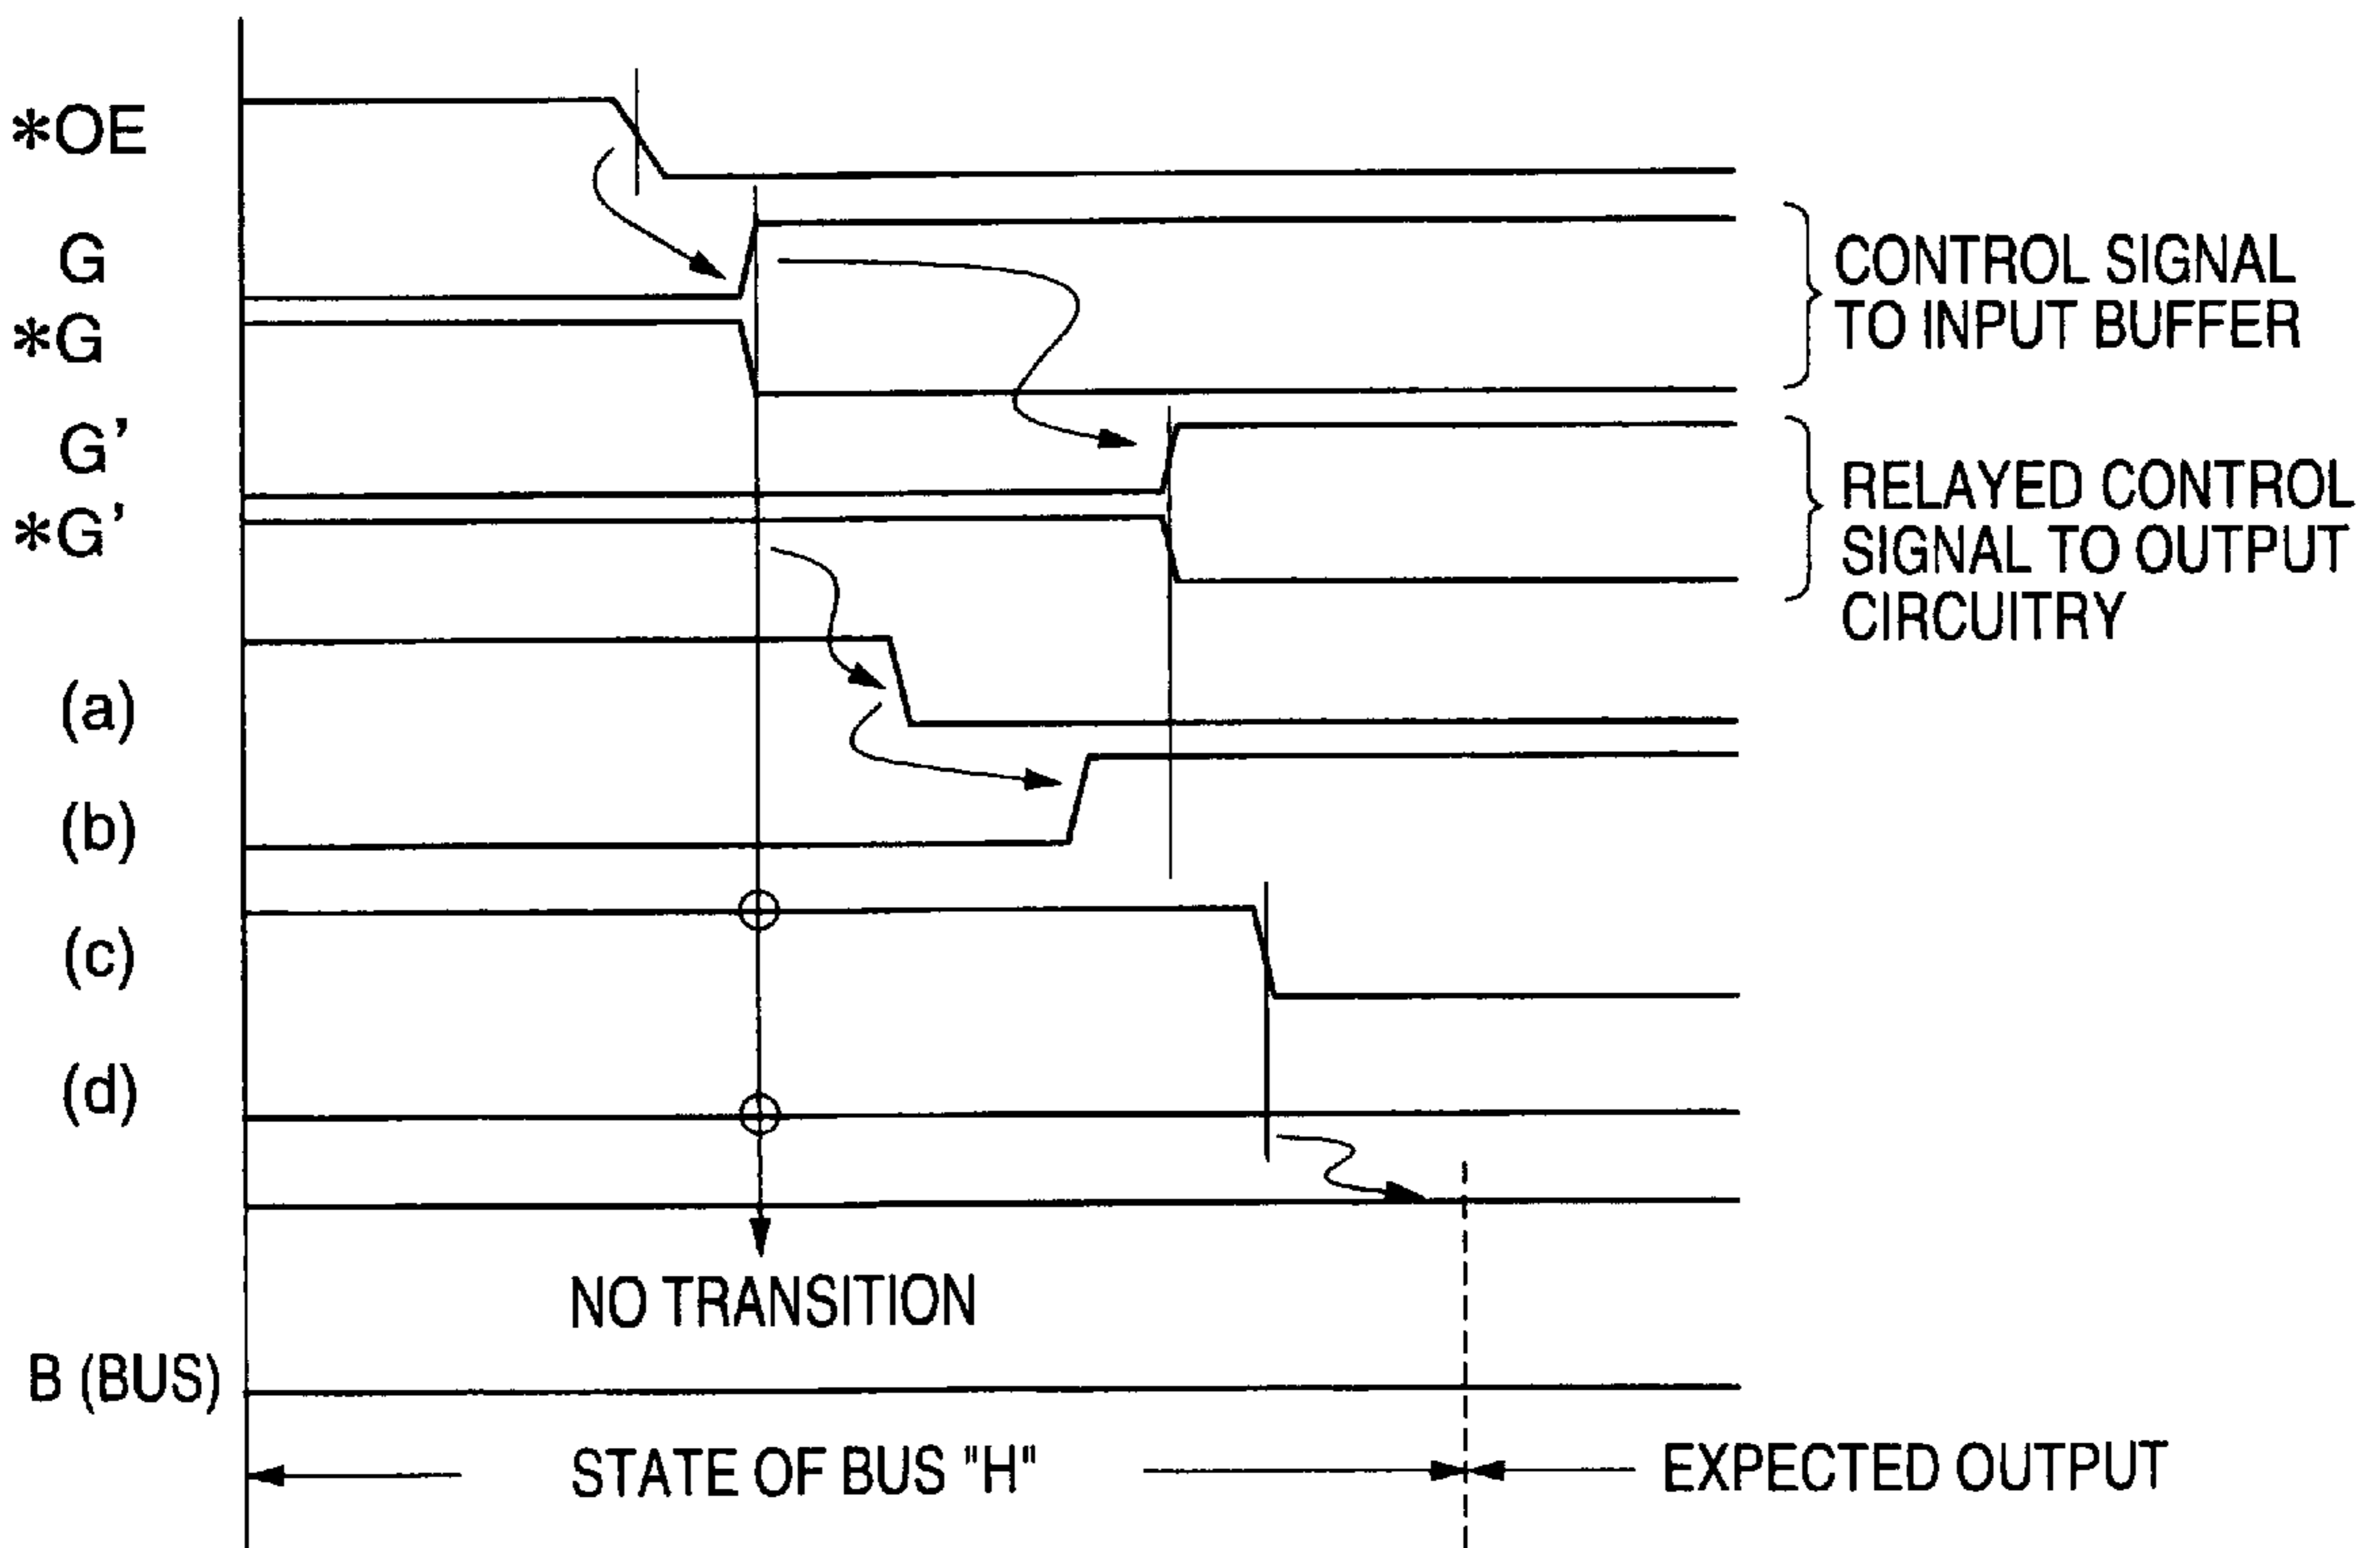 *OE
G
*G
CONTROL SIGNAL
TO INPUT BUFFER
G'
*G'
RELAYED CONTROL
SIGNAL TO OUTPUT
CIRCUITRY
(a)
(b)
(c)
(d)
NO TRANSITION
B (BUS)
STATE OF BUS "H"
EXPECTED OUTPUT